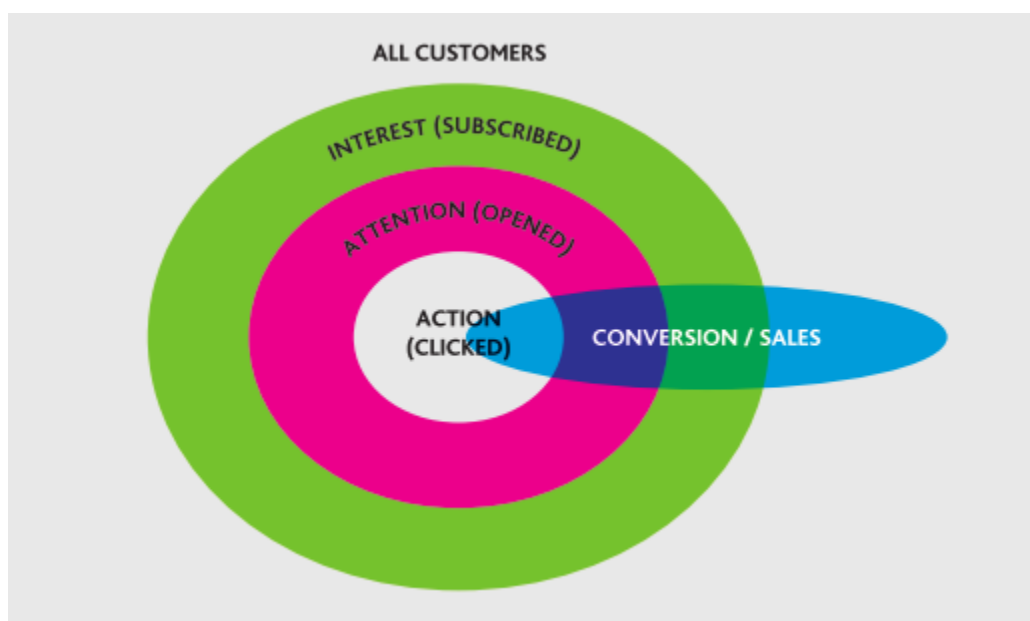 ALL CUSTOMERS
INTEREST (SUBSCRIBED)
ATTENTION (OPENED)
ACTION
(CLICKED)
CONVERSION / SALES